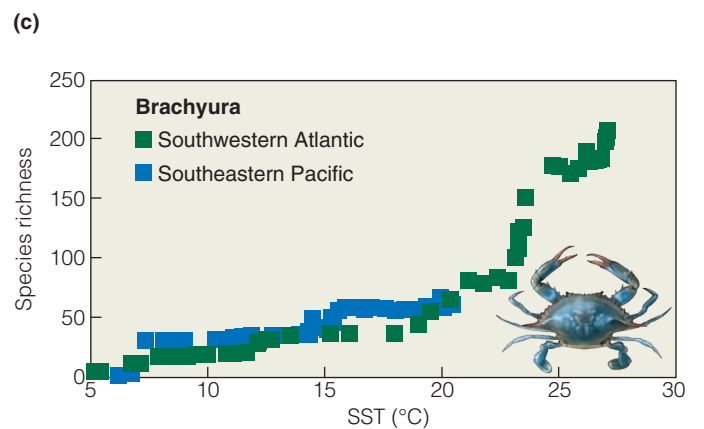 (c)
250
200
150
100
50
0
Species richness
Brachyura
Southwestern Atlantic
Southeastern Pacific
5 10 15 20 25 30
SST (°C)